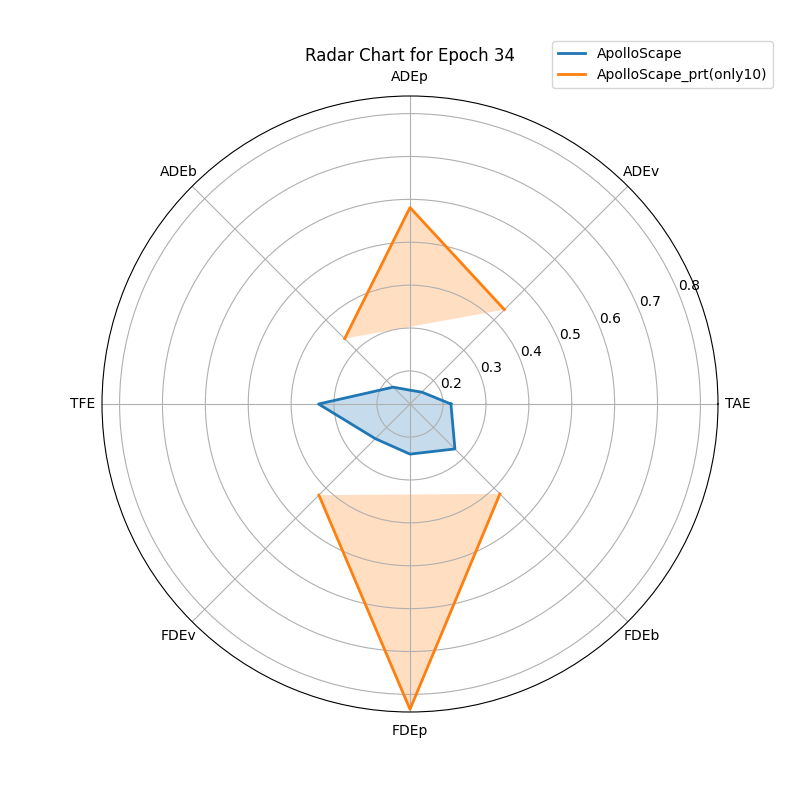 Radar Chart for Epoch 34
ApolloScape
ApolloScape_prt(only10)
ADEp
ADEb
ADEv
0.8
0.7
0.6
0.5
0.4
0.3
0.2
TFE
TAE
FDEv
FDEb
FDEp